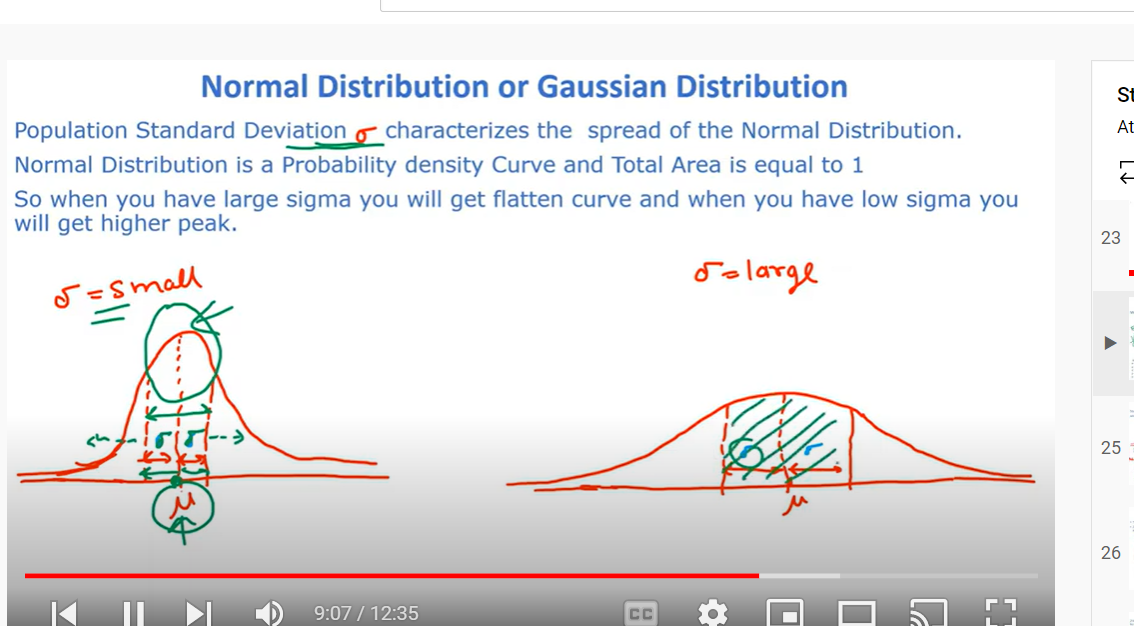 Normal Distribution or Gaussian Distribution
Population Standard Deviation σ characterizes the spread of the Normal Distribution.
Normal Distribution is a Probability density Curve and Total Area is equal to 1
So when you have large sigma you will get flatten curve and when you have low sigma you
will get higher peak.
σ = small
σ = large
σ σ
σ σ
μ
μ
9:07 / 12:35
CC
St
At
23
25
26